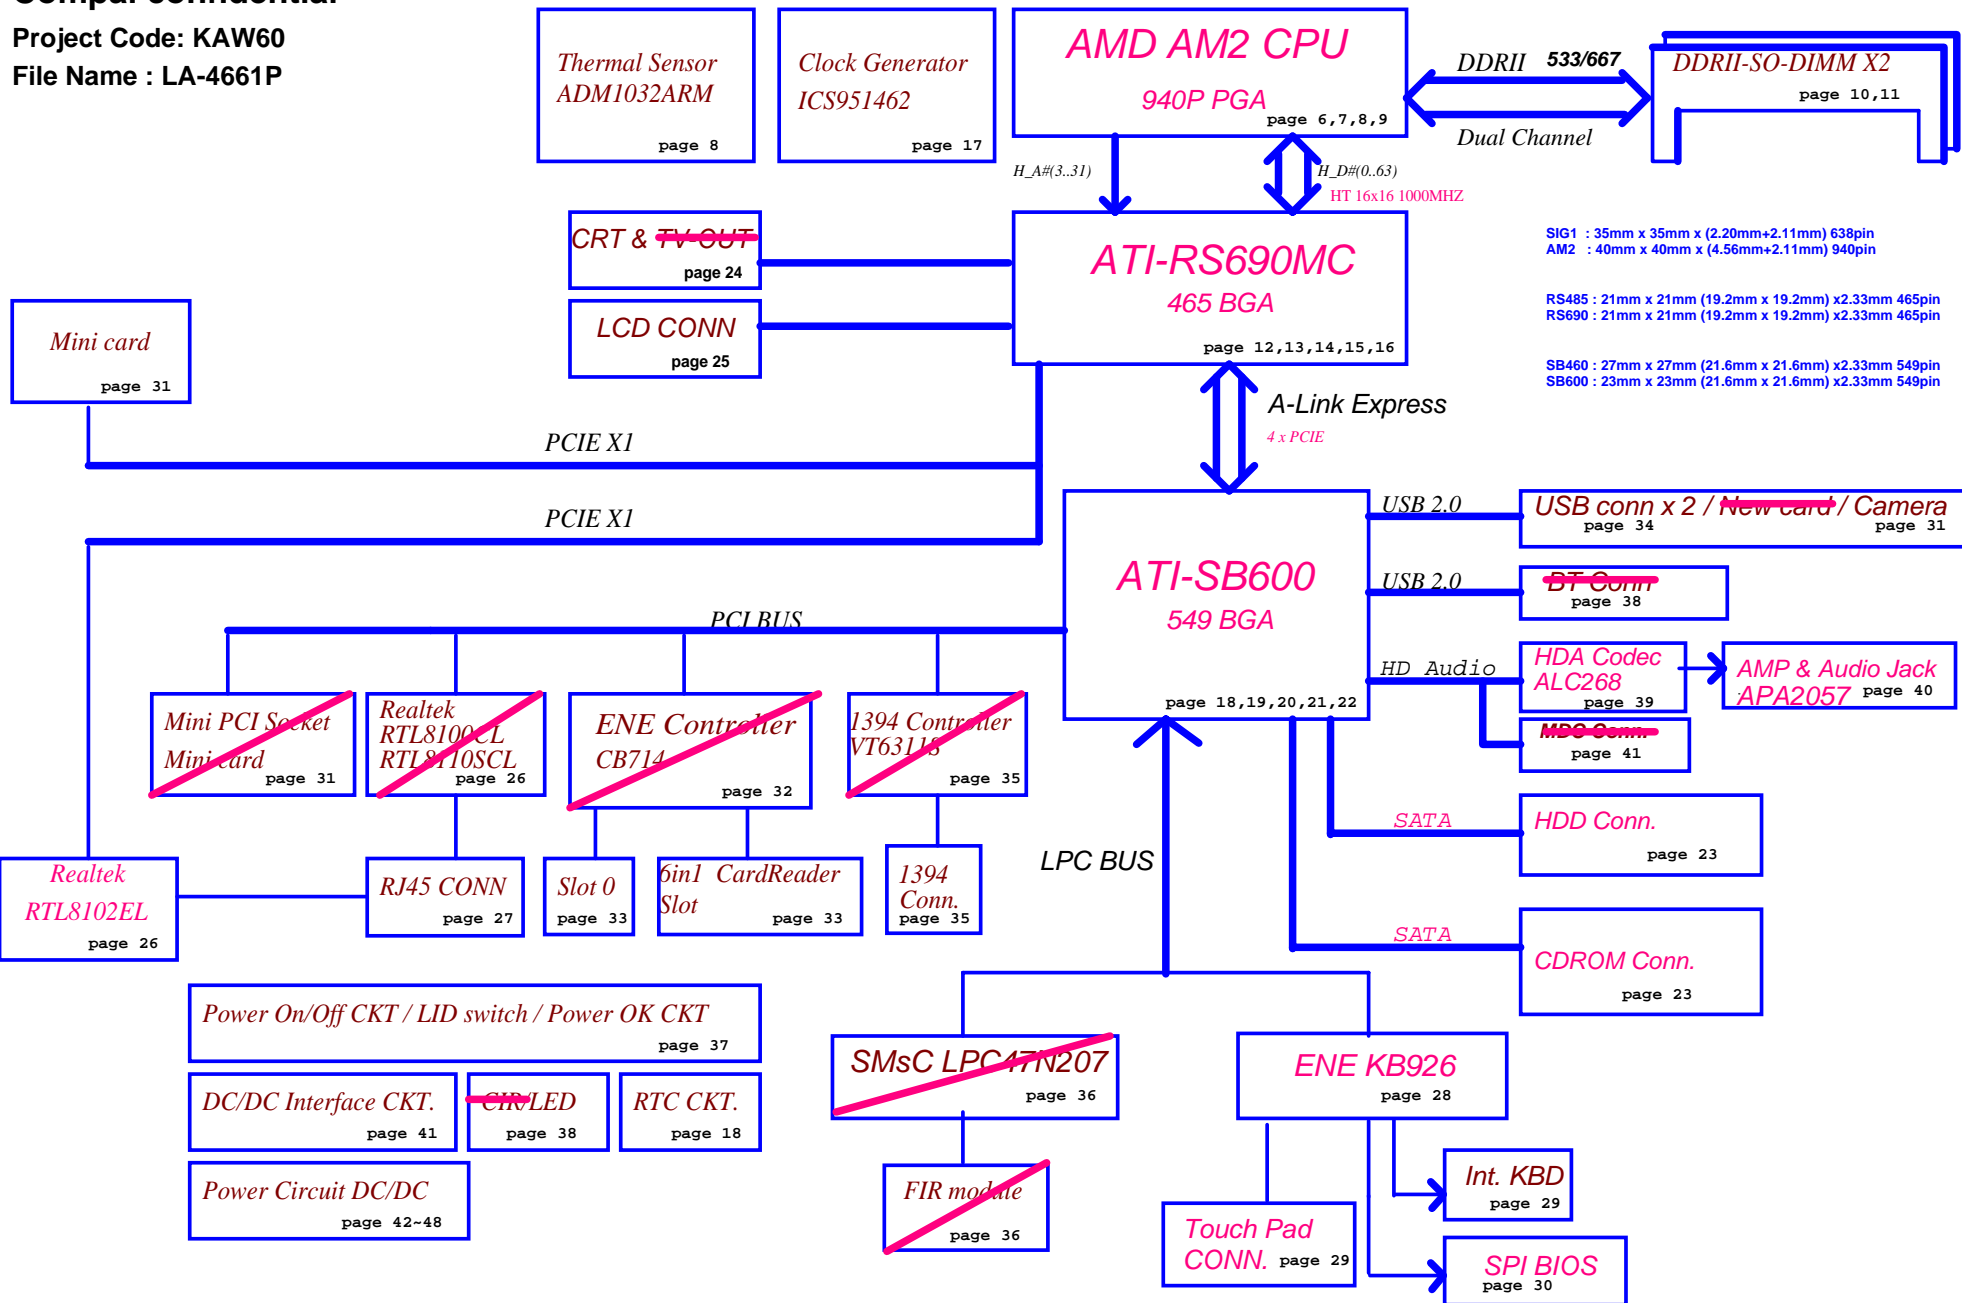 Compal confidential
Project Code: KAW60
File Name : LA-4661P
Thermal Sensor
ADM1032ARM
page 8
Clock Generator
ICS951462
page 17
AMD AM2 CPU
940P PGA
page 6,7,8,9
DDRII 533/667
Dual Channel
DDRII-SO-DIMM X2
page 10,11
H_A#(3..31)
H_D#(0..63)
HT 16x16 1000MHZ
CRT & TV-OUT
page 24
LCD CONN
page 25
ATI-RS690MC
465 BGA
page 12,13,14,15,16
SIG1 : 35mm x 35mm x (2.20mm+2.11mm) 638pin
AM2 : 40mm x 40mm x (4.56mm+2.11mm) 940pin
RS485 : 21mm x 21mm (19.2mm x 19.2mm) x2.33mm 465pin
RS690 : 21mm x 21mm (19.2mm x 19.2mm) x2.33mm 465pin
SB460 : 27mm x 27mm (21.6mm x 21.6mm) x2.33mm 549pin
SB600 : 23mm x 23mm (21.6mm x 21.6mm) x2.33mm 549pin
Mini card
page 31
A-Link Express
4 x PCIE
PCIE X1
PCIE X1
ATI-SB600
549 BGA
page 18,19,20,21,22
USB 2.0
USB conn x 2 / New card / Camera
page 34
page 31
USB 2.0
BT Conn
page 38
HD Audio
HDA Codec
ALC268
page 39
AMP & Audio Jack
APA2057 page 40
MDC Conn.
page 41
PCI BUS
Mini PCI Socket
Mini card
page 31
Realtek
RTL8100CL
RTL8110SCL
page 26
ENE Controller
CB714
page 32
1394 Controller
VT6311S
page 35
SATA
HDD Conn.
page 23
SATA
CDROM Conn.
page 23
LPC BUS
Realtek
RTL8102EL
page 26
RJ45 CONN
page 27
Slot 0
page 33
6in1 CardReader
Slot
page 33
1394
Conn.
page 35
Power On/Off CKT / LID switch / Power OK CKT
page 37
DC/DC Interface CKT.
page 41
CIR/LED
page 38
RTC CKT.
page 18
Power Circuit DC/DC
page 42~48
SMsC LPC47N207
page 36
FIR module
page 36
ENE KB926
page 28
Touch Pad
CONN. page 29
Int. KBD
page 29
SPI BIOS
page 30